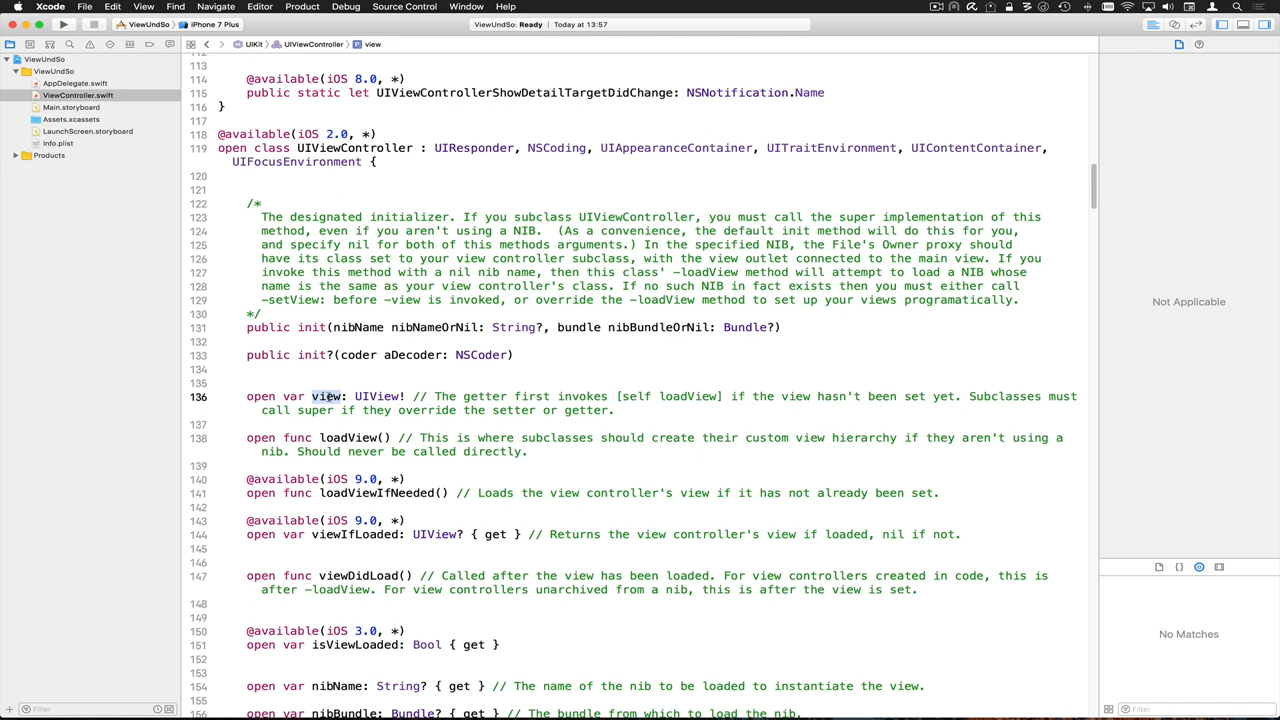 Xcode File Edit View Find Navigate Editor Product Debug Source Control Window Help
ViewUndSo iPhone 7 Plus
ViewUndSo: Ready Today at 13:57
UIKit UIViewController view
ViewUndSo
ViewUndSo
AppDelegate.swift
ViewController.swift
Main.storyboard
Assets.xcassets
LaunchScreen.storyboard
Info.plist
Products
Filter
112
113
114 @available(iOS 8.0, *)
115 public static let UIViewControllerShowDetailTargetDidChange: NSNotification.Name
116 }
117
118 @available(iOS 2.0, *)
119 open class UIViewController : UIResponder, NSCoding, UIAppearanceContainer, UITraitEnvironment, UIContentContainer,
UIFocusEnvironment {
120
121
122 /*
123 The designated initializer. If you subclass UIViewController, you must call the super implementation of this
124 method, even if you aren't using a NIB. (As a convenience, the default init method will do this for you,
125 and specify nil for both of this methods arguments.) In the specified NIB, the File's Owner proxy should
126 have its class set to your view controller subclass, with the view outlet connected to the main view. If you
127 invoke this method with a nil nib name, then this class' -loadView method will attempt to load a NIB whose
128 name is the same as your view controller's class. If no such NIB in fact exists then you must either call
129 -setView: before -view is invoked, or override the -loadView method to set up your views programatically.
130 */
131 public init(nibName nibNameOrNil: String?, bundle nibBundleOrNil: Bundle?)
132
133 public init?(coder aDecoder: NSCoder)
134
135
136 open var view: UIView! // The getter first invokes [self loadView] if the view hasn't been set yet. Subclasses must
call super if they override the setter or getter.
137
138 open func loadView() // This is where subclasses should create their custom view hierarchy if they aren't using a
nib. Should never be called directly.
139
140 @available(iOS 9.0, *)
141 open func loadViewIfNeeded() // Loads the view controller's view if it has not already been set.
142
143 @available(iOS 9.0, *)
144 open var viewIfLoaded: UIView? { get } // Returns the view controller's view if loaded, nil if not.
145
146
147 open func viewDidLoad() // Called after the view has been loaded. For view controllers created in code, this is
after -loadView. For view controllers unarchived from a nib, this is after the view is set.
148
149
150 @available(iOS 3.0, *)
151 open var isViewLoaded: Bool { get }
152
153
154 open var nibName: String? { get } // The name of the nib to be loaded to instantiate the view.
155
156 open var nibBundle: Bundle? { get } // The bundle from which to load the nib.
Not Applicable
No Matches
Filter